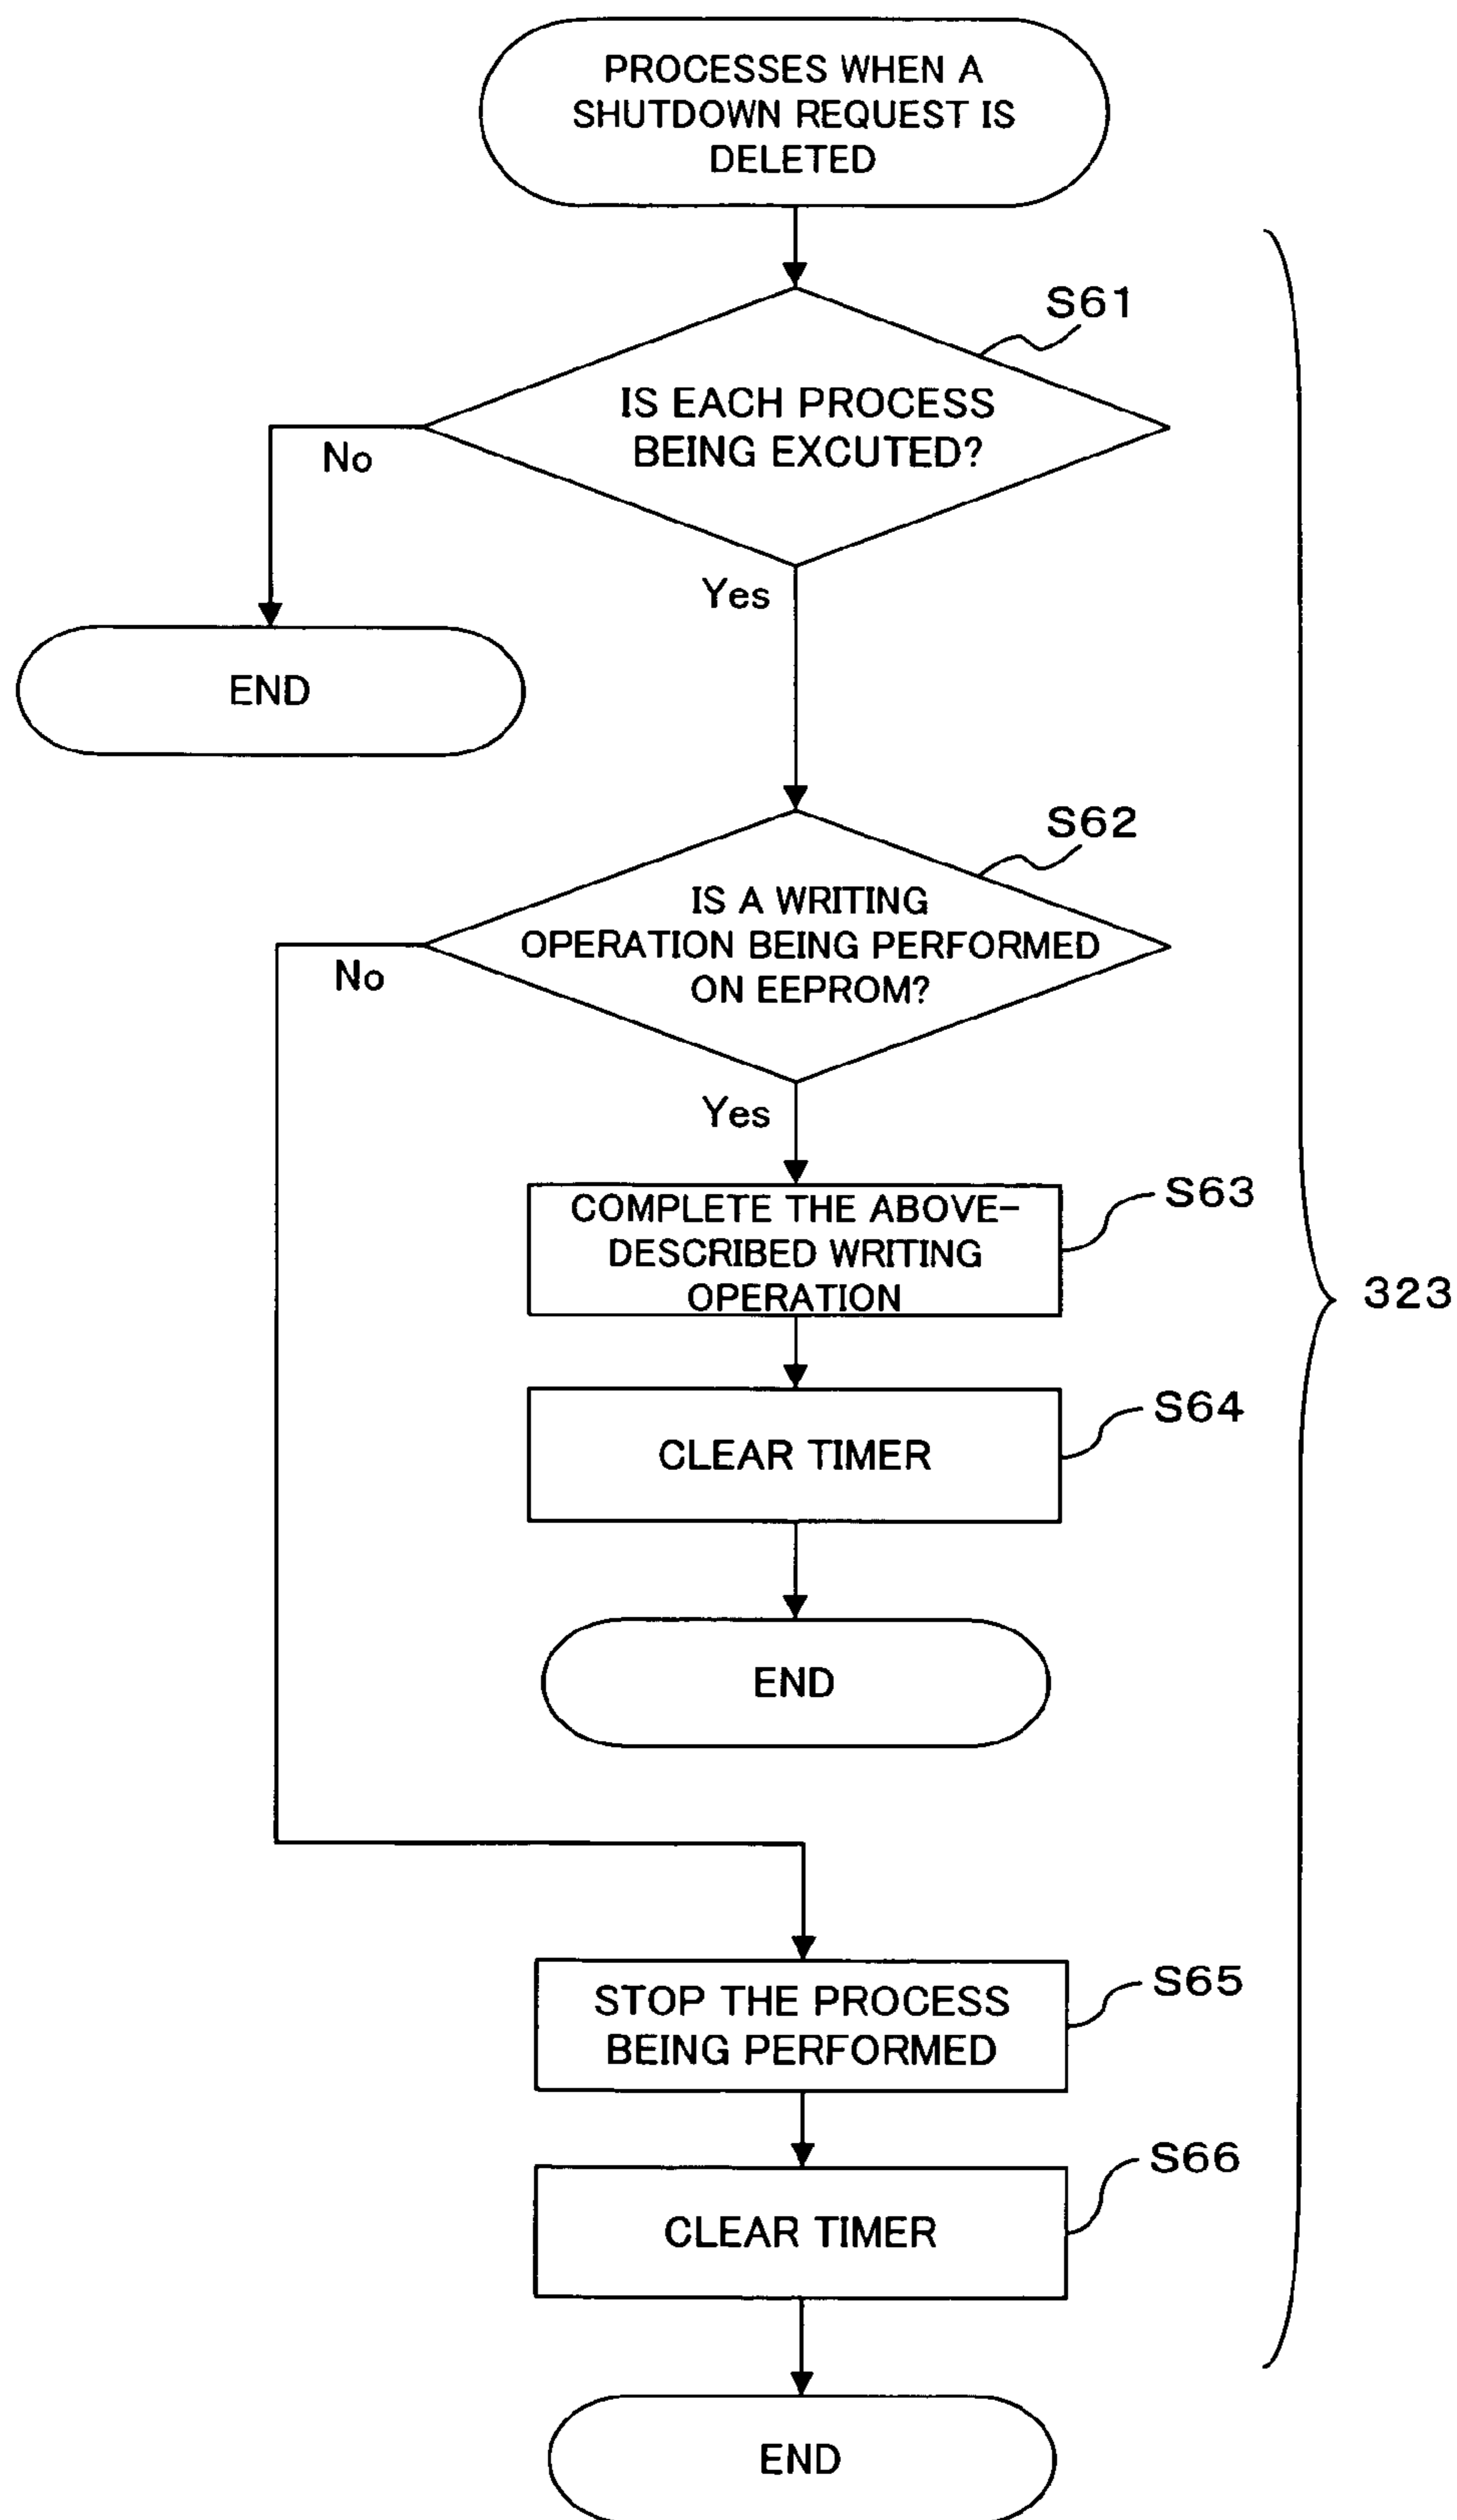 PROCESSES WHEN A
SHUTDOWN REQUEST IS
DELETED
S61
IS EACH PROCESS
BEING EXCUTED?
No
Yes
END
S62
IS A WRITING
OPERATION BEING PERFORMED
ON EEPROM?
No
Yes
S63
COMPLETE THE ABOVE-
DESCRIBED WRITING
OPERATION
323
S64
CLEAR TIMER
END
S65
STOP THE PROCESS
BEING PERFORMED
S66
CLEAR TIMER
END